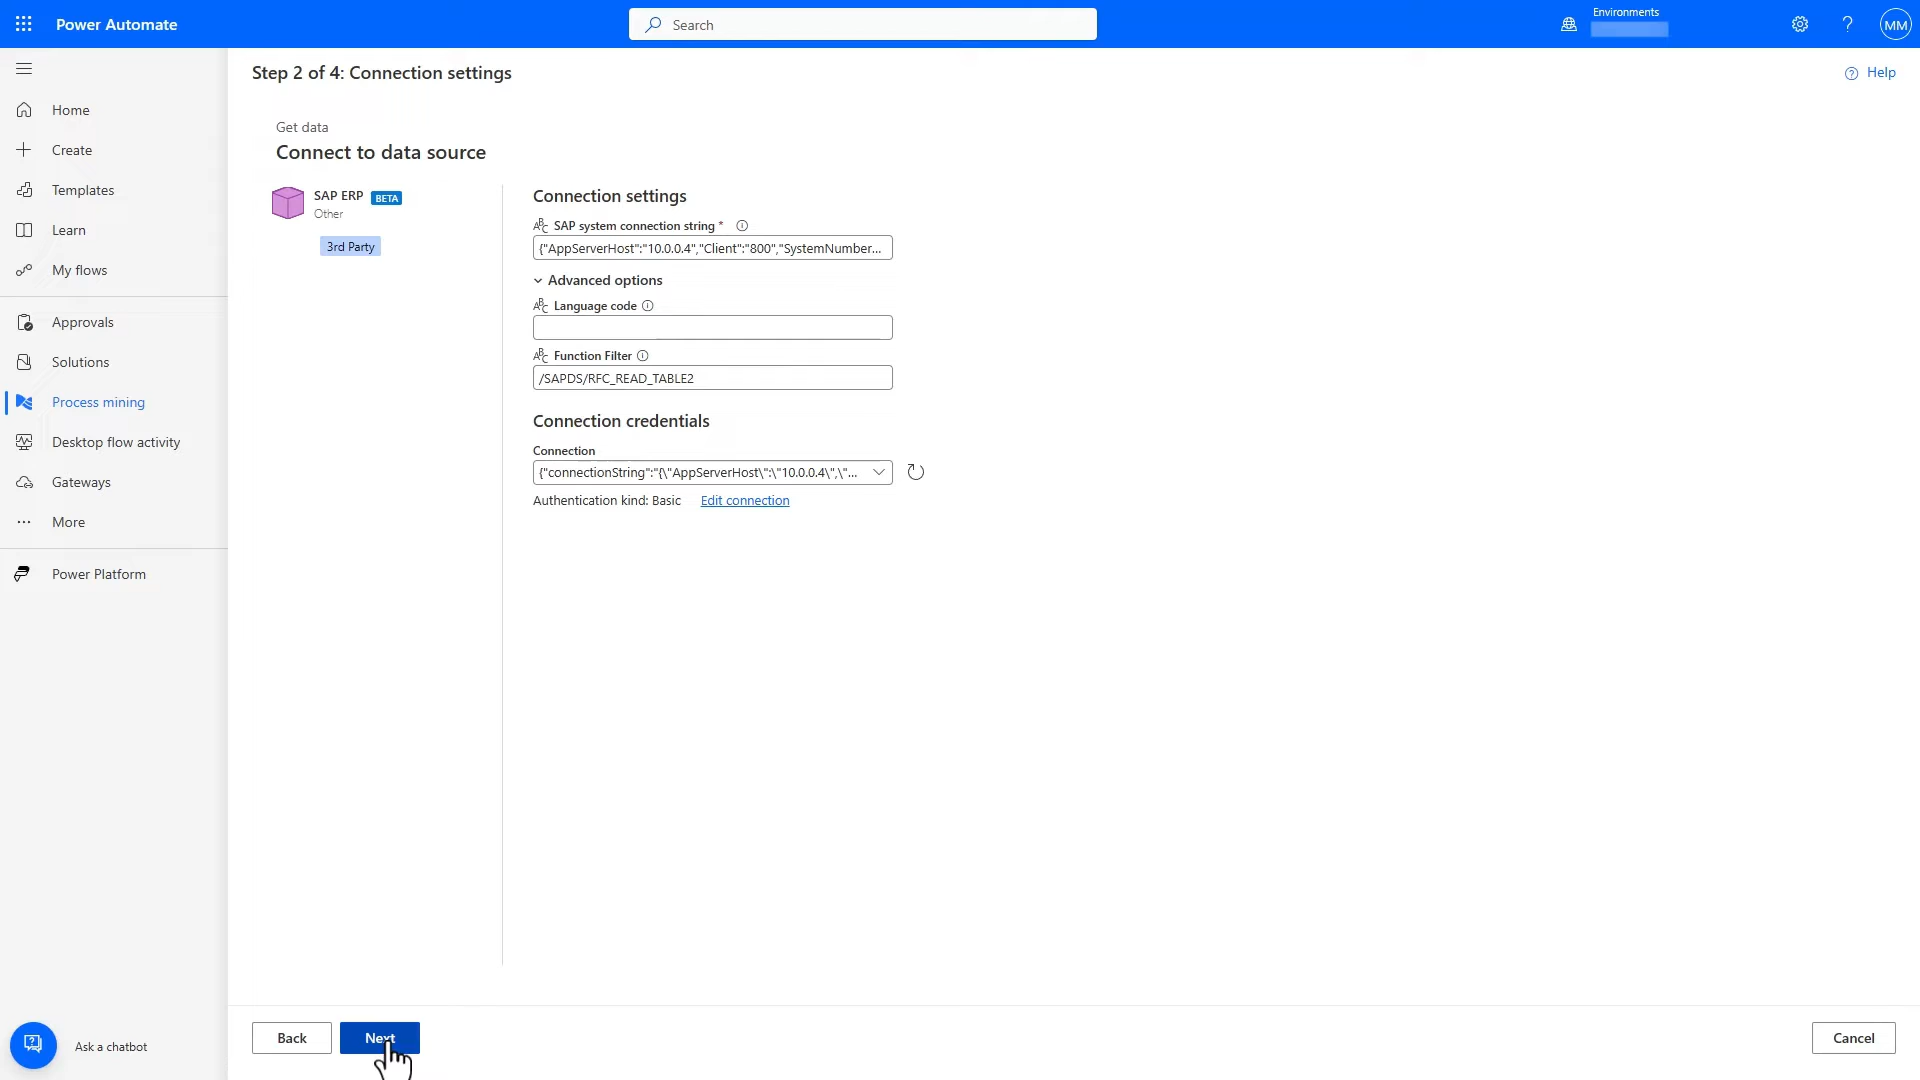 Power Automate
Search
Environments
MM
Home
Create
Templates
Learn
My flows
Approvals
Solutions
Process mining
Desktop flow activity
Gateways
More
Power Platform
Ask a chatbot
Step 2 of 4: Connection settings
Help
Get data
Connect to data source
SAP ERP BETA
Other
3rd Party
Connection settings
SAP system connection string *
{"AppServerHost":"10.0.0.4","Client":"800","SystemNumber...
Advanced options
Language code
Function Filter
/SAPDS/RFC_READ_TABLE2
Connection credentials
Connection
{"connectionString":"{\"AppServerHost\":\"10.0.0.4\",\"...
Authentication kind: Basic Edit connection
Back
Next
Cancel